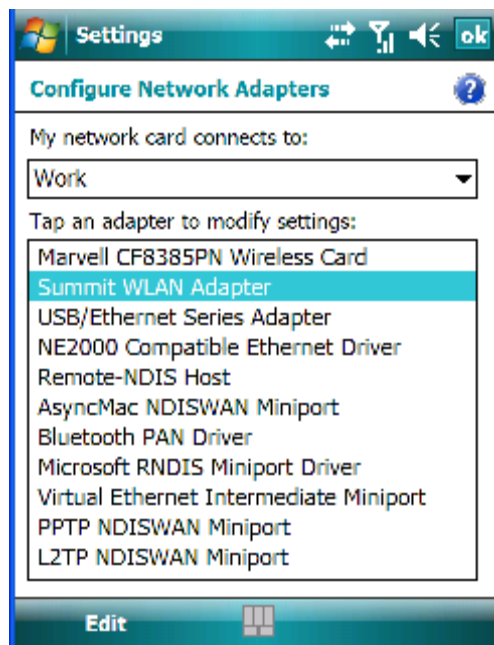 Settings
ok
Configure Network Adapters
?
My network card connects to:
Work
Tap an adapter to modify settings:
Marvell CF8385PN Wireless Card
Summit WLAN Adapter
USB/Ethernet Series Adapter
NE2000 Compatible Ethernet Driver
Remote-NDIS Host
AsyncMac NDISWAN Miniport
Bluetooth PAN Driver
Microsoft RNDIS Miniport Driver
Virtual Ethernet Intermediate Miniport
PPTP NDISWAN Miniport
L2TP NDISWAN Miniport
Edit